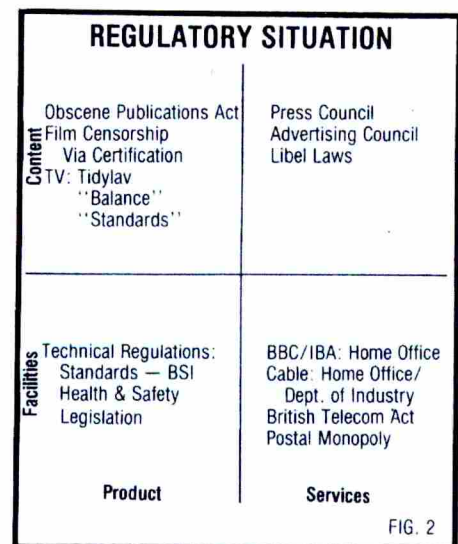 REGULATORY SITUATION
Content
Obscene Publications Act
Film Censorship
Via Certification
TV: Tidylav
"Balance"
"Standards"
Press Council
Advertising Council
Libel Laws
Facilities
Technical Regulations:
Standards — BSI
Health & Safety
Legislation
BBC/IBA: Home Office
Cable: Home Office/
Dept. of Industry
British Telecom Act
Postal Monopoly
Product
Services
FIG. 2